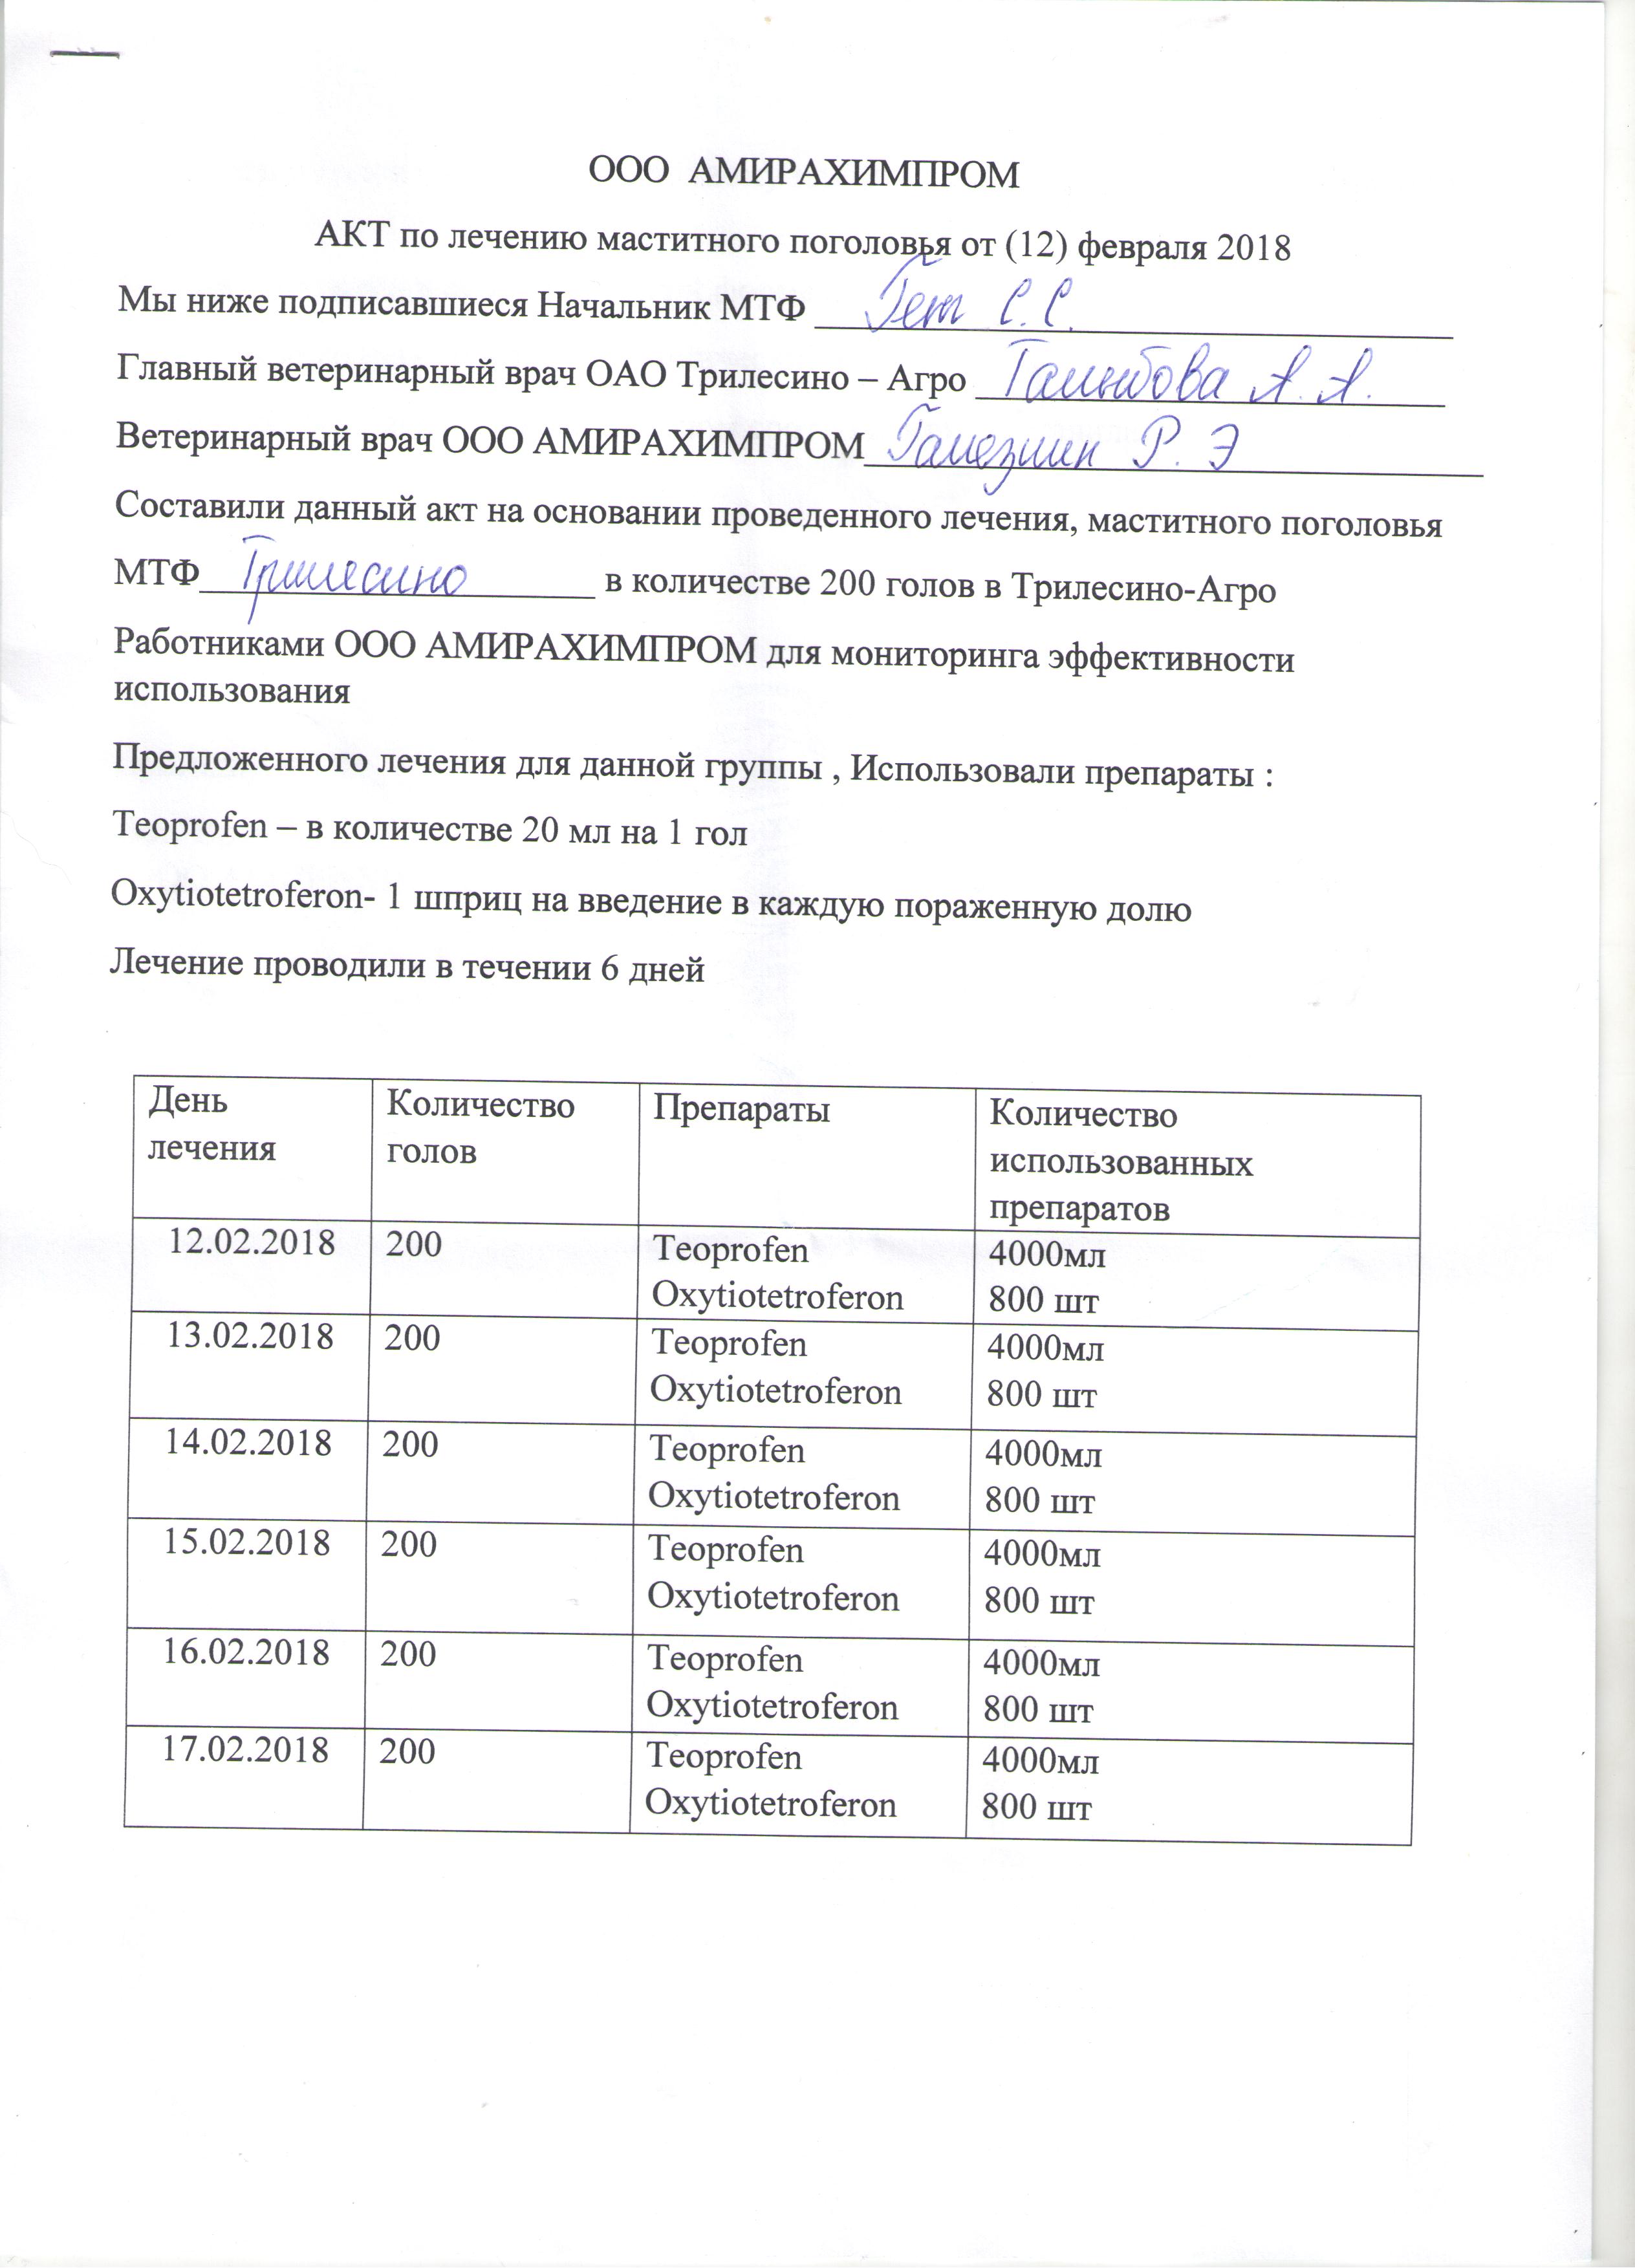 ООО АМИРАХИМПРОМ
АКТ по лечению маститного поголовья от (12) февраля 2018
Мы ниже подписавшиеся Начальник МТФ С.С.
Главный ветеринарный врач ОАО Трилесино – Агро А.А.
Ветеринарный врач ООО АМИРАХИМПРОМ Р. Э
Составили данный акт на основании проведенного лечения, маститного поголовья
МТФ Трилесино в количестве 200 голов в Трилесино-Агро
Работниками ООО АМИРАХИМПРОМ для мониторинга эффективности
использования
Предложенного лечения для данной группы , Использовали препараты :
Teoprofen – в количестве 20 мл на 1 гол
Oxytiotetroferon- 1 шприц на введение в каждую пораженную долю
Лечение проводили в течении 6 дней
День лечения Количество голов Препараты Количество использованных препаратов
12.02.2018 200 Teoprofen 4000мл
Oxytiotetroferon 800 шт
13.02.2018 200 Teoprofen 4000мл
Oxytiotetroferon 800 шт
14.02.2018 200 Teoprofen 4000мл
Oxytiotetroferon 800 шт
15.02.2018 200 Teoprofen 4000мл
Oxytiotetroferon 800 шт
16.02.2018 200 Teoprofen 4000мл
Oxytiotetroferon 800 шт
17.02.2018 200 Teoprofen 4000мл
Oxytiotetroferon 800 шт